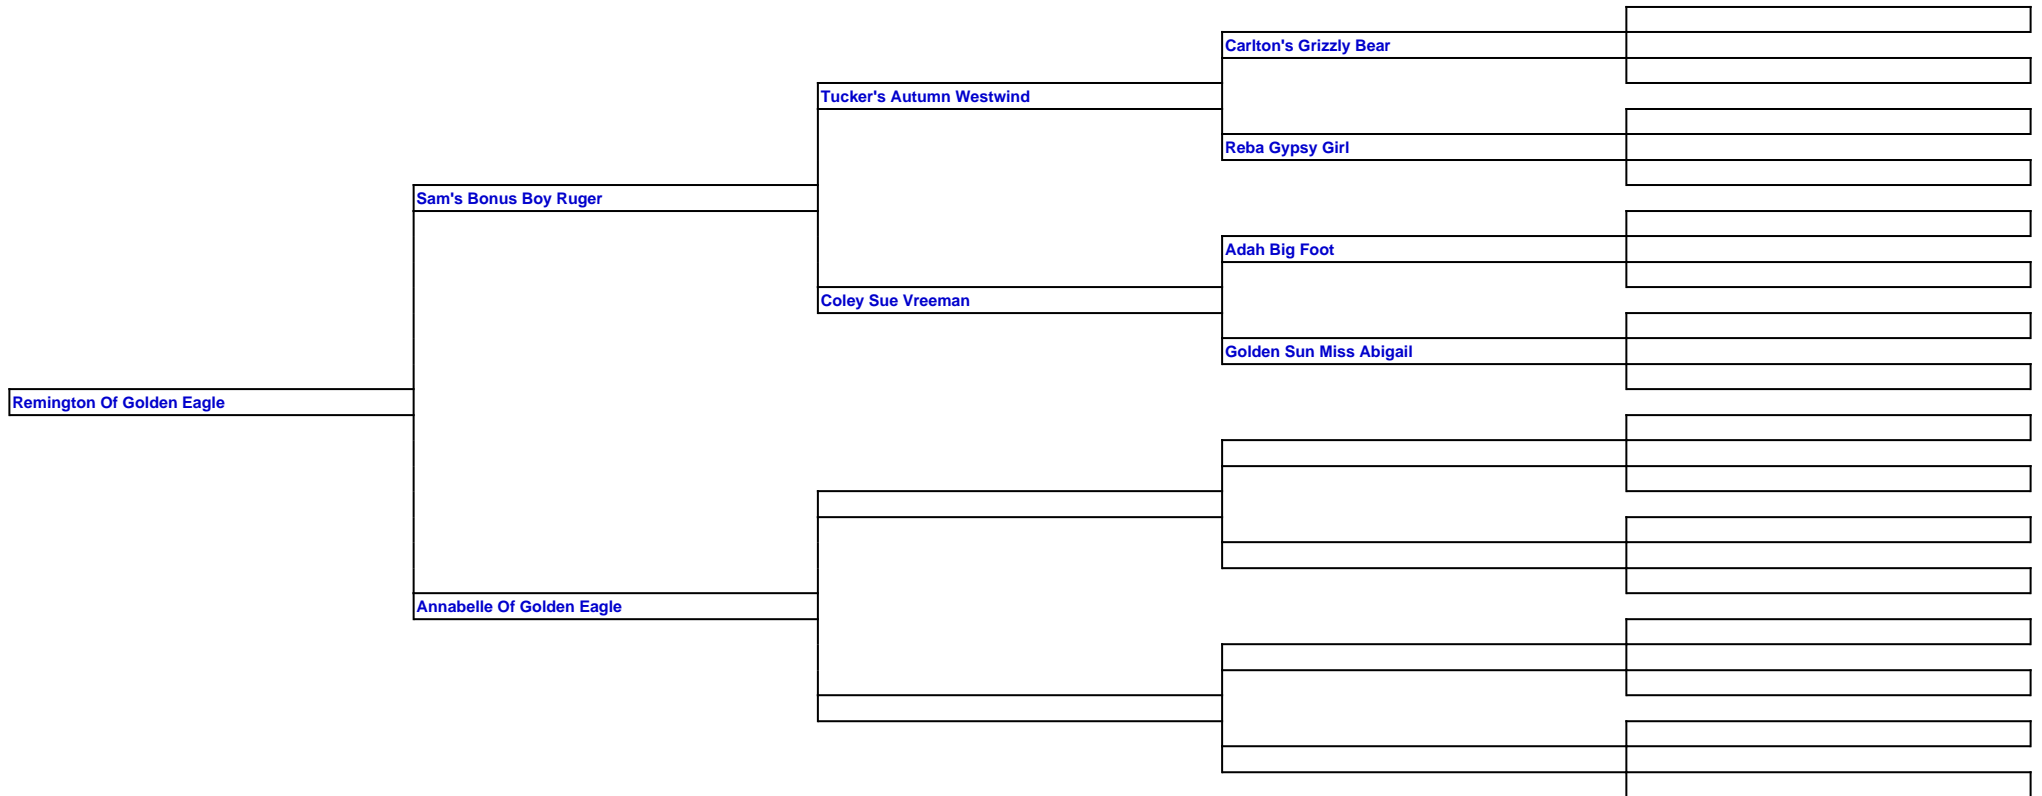 Carlton's Grizzly Bear
Tucker's Autumn Westwind
Reba Gypsy Girl
Sam's Bonus Boy Ruger
Adah Big Foot
Coley Sue Vreeman
Golden Sun Miss Abigail
Remington Of Golden Eagle
Annabelle Of Golden Eagle